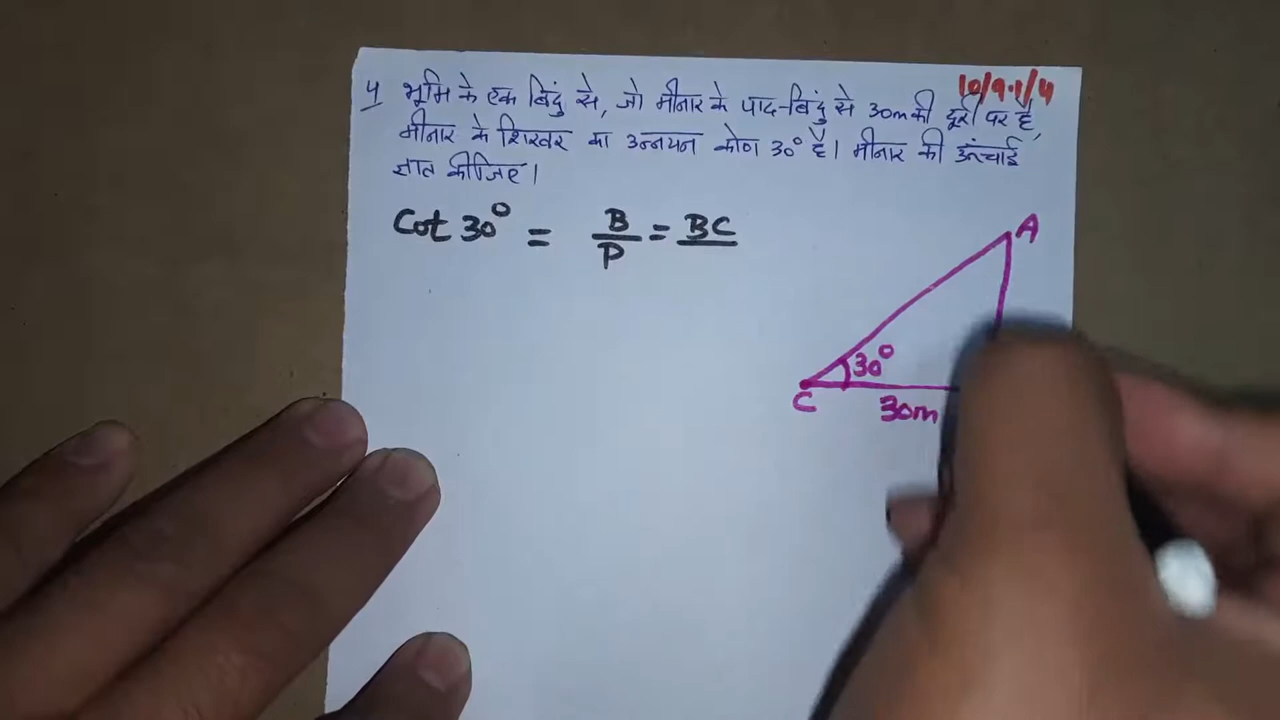 10/9.1/4
4 भूमि के एक बिंदु से, जो मीनार के पाद-बिंदु से 30m की दूरी पर है,
मीनार के शिखर का उन्नयन कोण 30° है। मीनार की ऊंचाई
ज्ञात कीजिए।
Cot 30° = B/P = BC
A
30°
C
30m